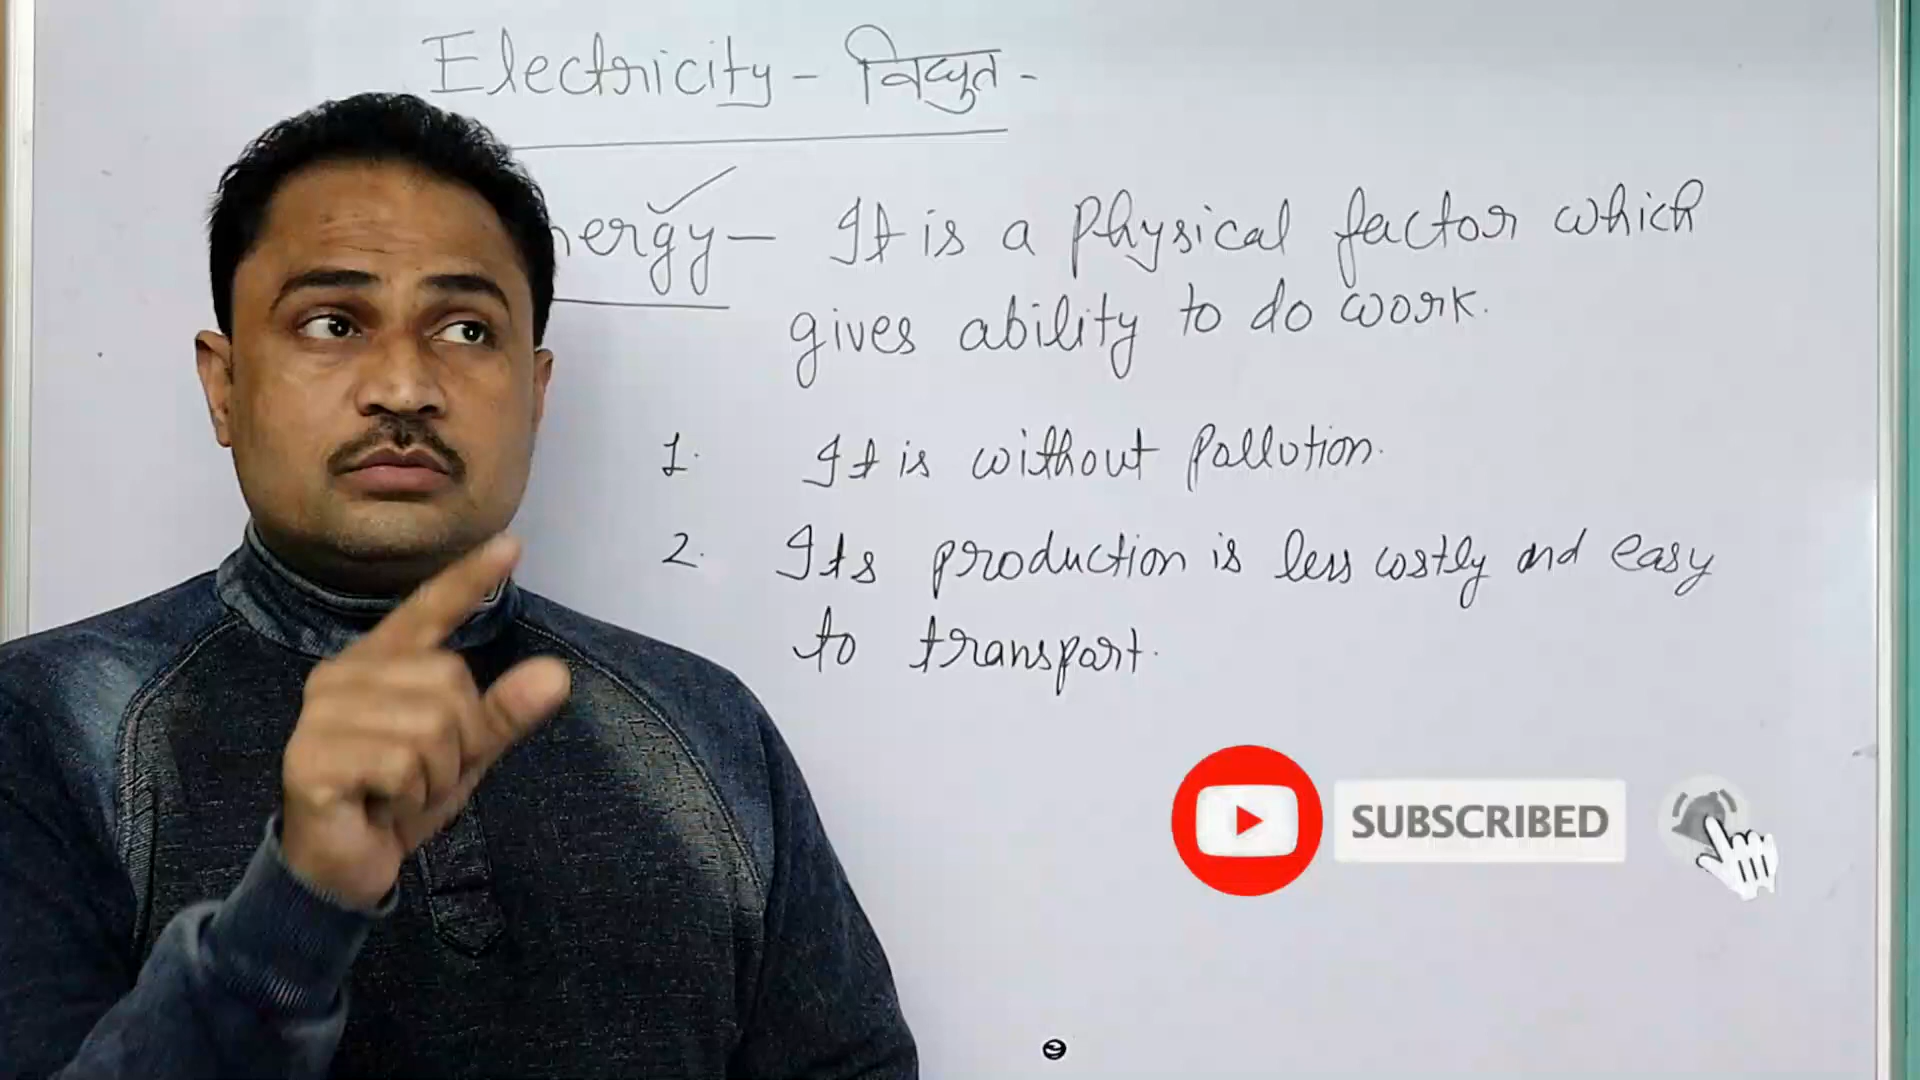 Electricity - विद्युत -
nergy - It is a physical factor which
gives ability to do work.
1. It is without pollution.
2. Its production is less costly and easy
to transport.
SUBSCRIBED